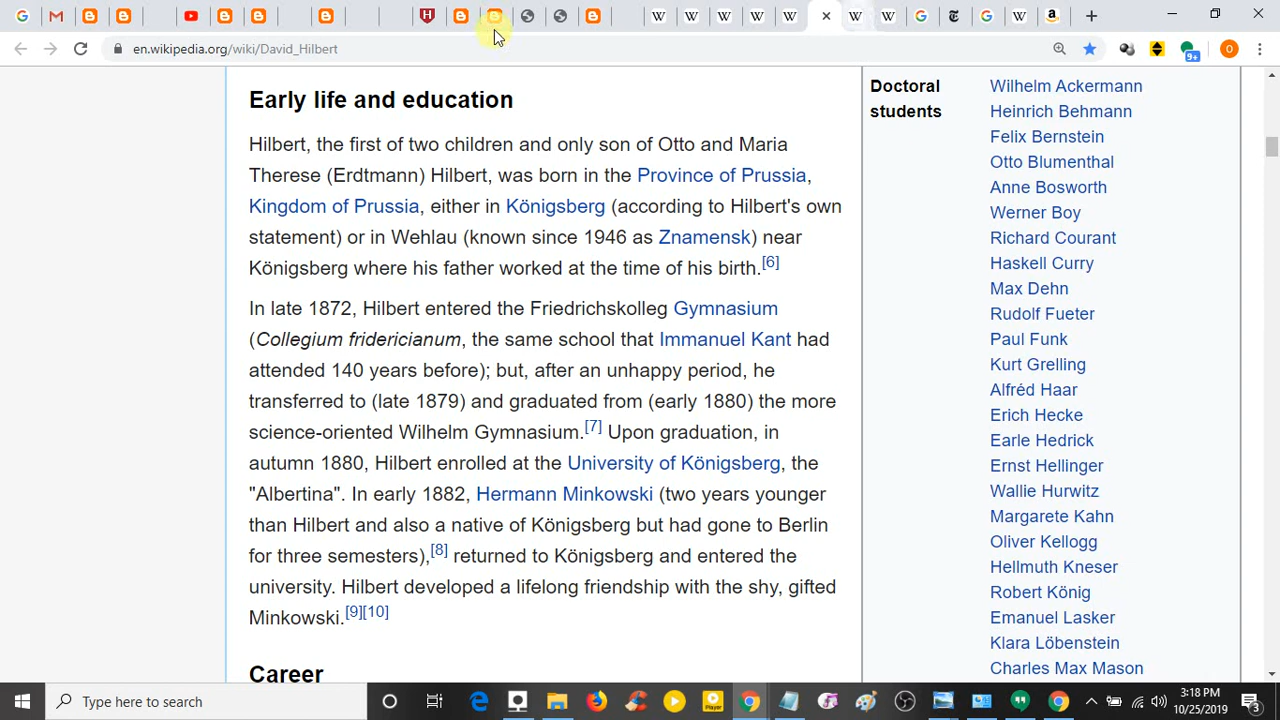 en.wikipedia.org/wiki/David_Hilbert
9+
O
Early life and education
Hilbert, the first of two children and only son of Otto and Maria
Therese (Erdtmann) Hilbert, was born in the Province of Prussia,
Kingdom of Prussia, either in Königsberg (according to Hilbert's own
statement) or in Wehlau (known since 1946 as Znamensk) near
Königsberg where his father worked at the time of his birth.[6]
In late 1872, Hilbert entered the Friedrichskolleg Gymnasium
(Collegium fridericianum, the same school that Immanuel Kant had
attended 140 years before); but, after an unhappy period, he
transferred to (late 1879) and graduated from (early 1880) the more
science-oriented Wilhelm Gymnasium.[7] Upon graduation, in
autumn 1880, Hilbert enrolled at the University of Königsberg, the
"Albertina". In early 1882, Hermann Minkowski (two years younger
than Hilbert and also a native of Königsberg but had gone to Berlin
for three semesters),[8] returned to Königsberg and entered the
university. Hilbert developed a lifelong friendship with the shy, gifted
Minkowski.[9][10]
Career
Doctoral
students
Wilhelm Ackermann
Heinrich Behmann
Felix Bernstein
Otto Blumenthal
Anne Bosworth
Werner Boy
Richard Courant
Haskell Curry
Max Dehn
Rudolf Fueter
Paul Funk
Kurt Grelling
Alfréd Haar
Erich Hecke
Earle Hedrick
Ernst Hellinger
Wallie Hurwitz
Margarete Kahn
Oliver Kellogg
Hellmuth Kneser
Robert König
Emanuel Lasker
Klara Löbenstein
Charles Max Mason
Type here to search
Player
3:18 PM
10/25/2019
3